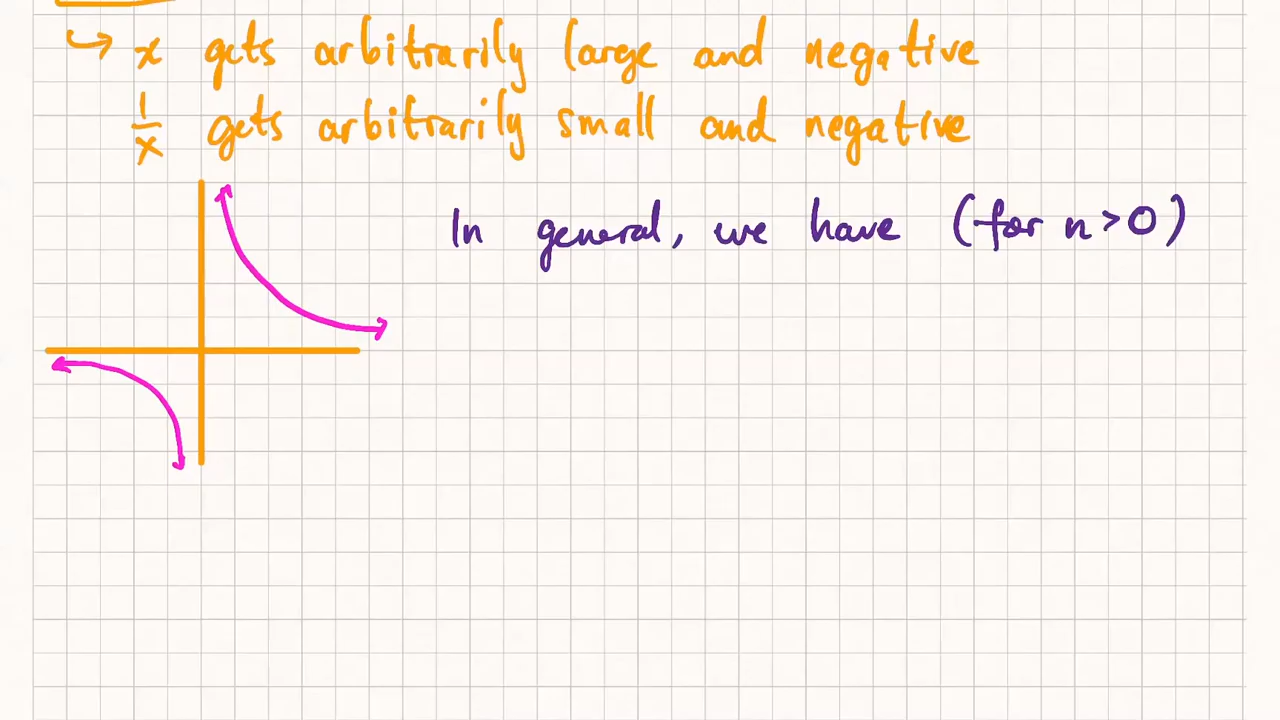 ↪ x gets arbitrarily large and negative
1/x gets arbitrarily small and negative
In general, we have (for n>0)